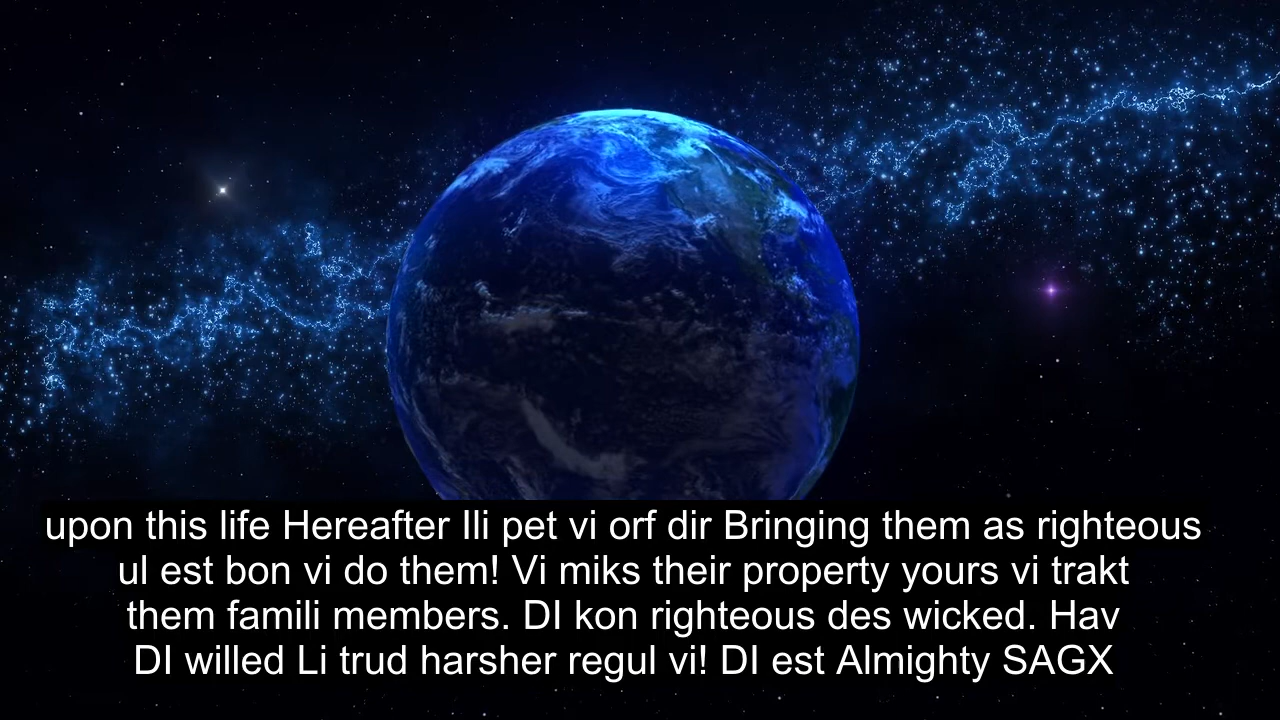 upon this life Hereafter Ili pet vi orf dir Bringing them as righteous
ul est bon vi do them! Vi miks their property yours vi trakt
them famili members. DI kon righteous des wicked. Hav
DI willed Li trud harsher regul vi! DI est Almighty SAGX